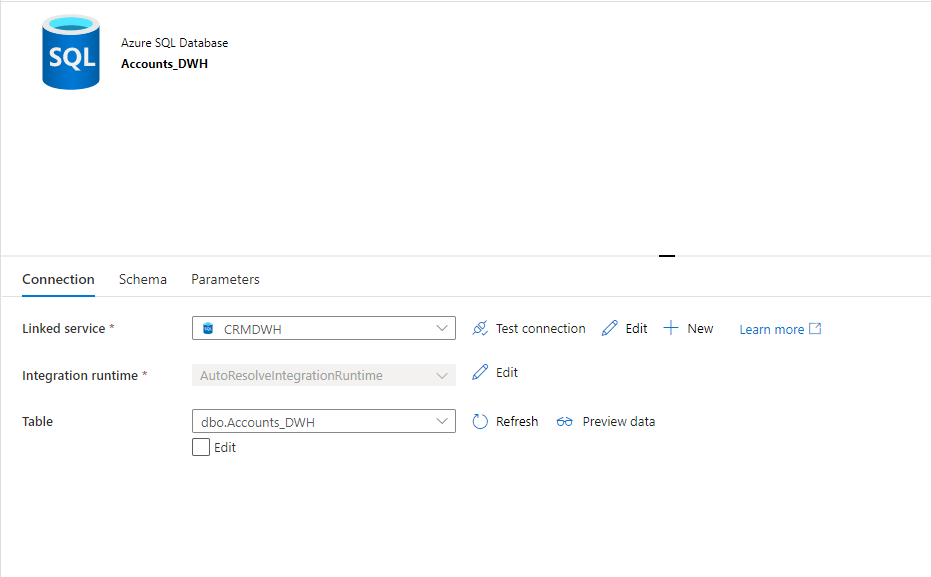 SQL
Azure SQL Database
Accounts_DWH
Connection Schema Parameters
Linked service * CRMDWH Test connection Edit New Learn more
Integration runtime * AutoResolveIntegrationRuntime Edit
Table dbo.Accounts_DWH Refresh Preview data
Edit